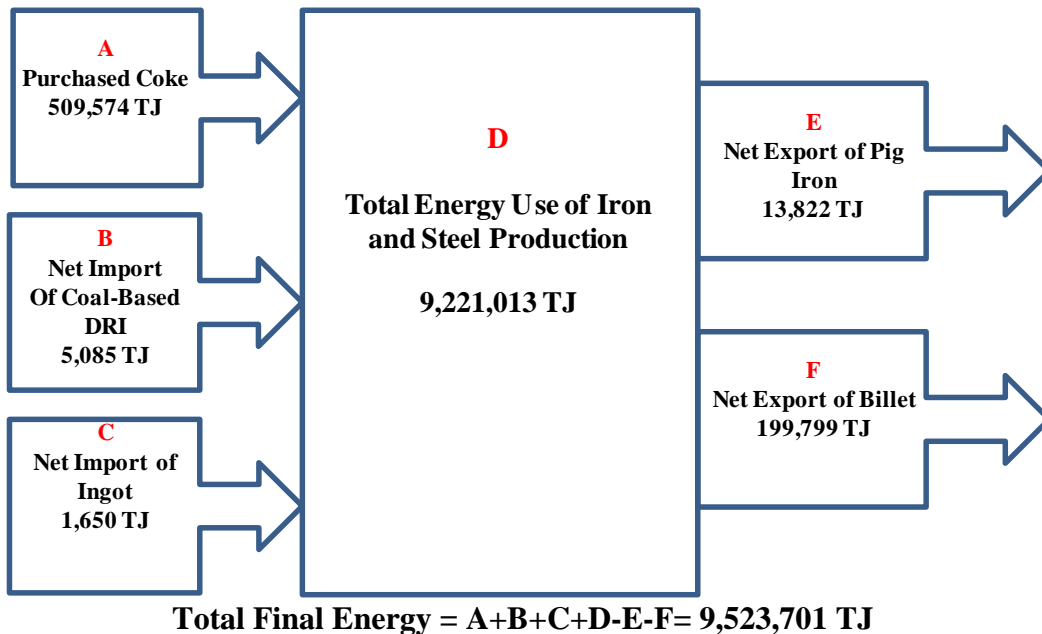 A
Purchased Coke
509,574 TJ
B
Net Import
Of Coal-Based
DRI
5,085 TJ
C
Net Import of
Ingot
1,650 TJ
D
Total Energy Use of Iron
and Steel Production
9,221,013 TJ
E
Net Export of Pig
Iron
13,822 TJ
F
Net Export of Billet
199,799 TJ
Total Final Energy = A+B+C+D-E-F= 9,523,701 TJ